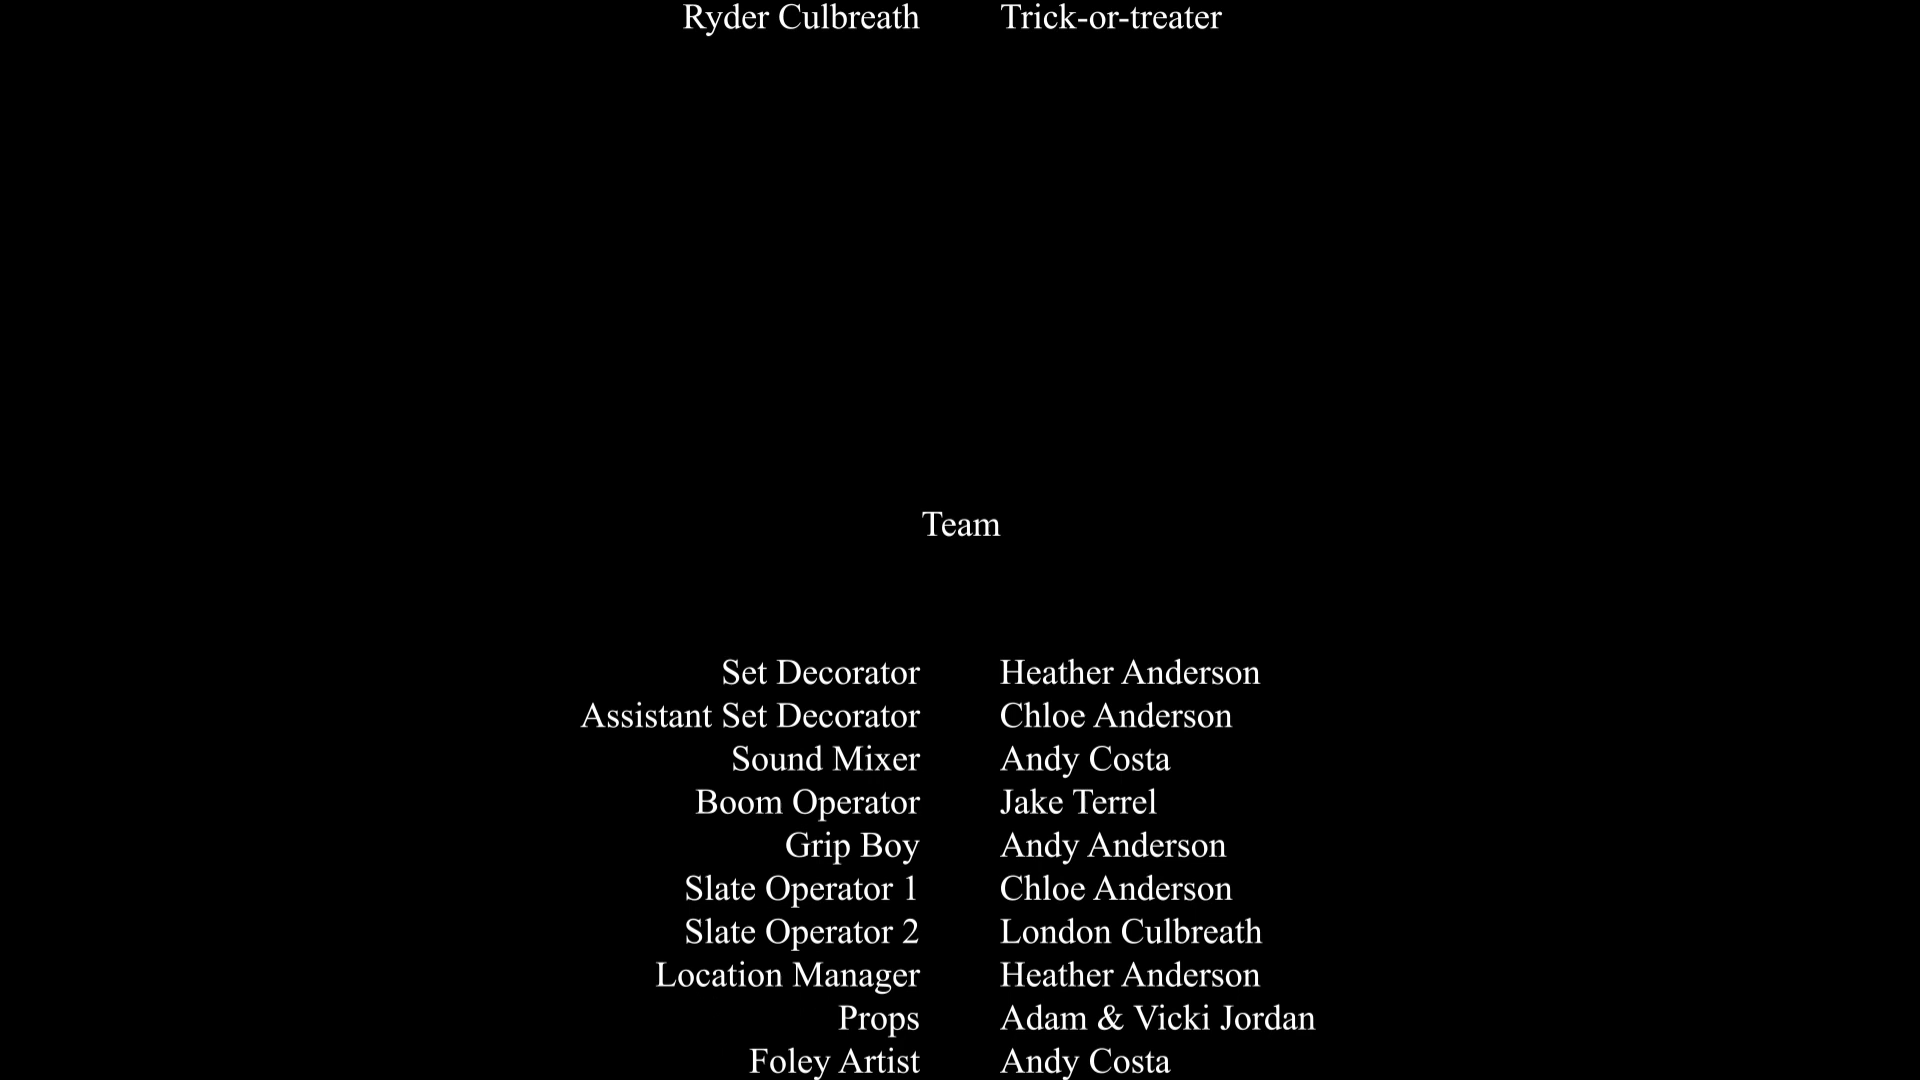 Ryder Culbreath Trick-or-treater
Team
Set Decorator Heather Anderson
Assistant Set Decorator Chloe Anderson
Sound Mixer Andy Costa
Boom Operator Jake Terrel
Grip Boy Andy Anderson
Slate Operator 1 Chloe Anderson
Slate Operator 2 London Culbreath
Location Manager Heather Anderson
Props Adam & Vicki Jordan
Foley Artist Andy Costa